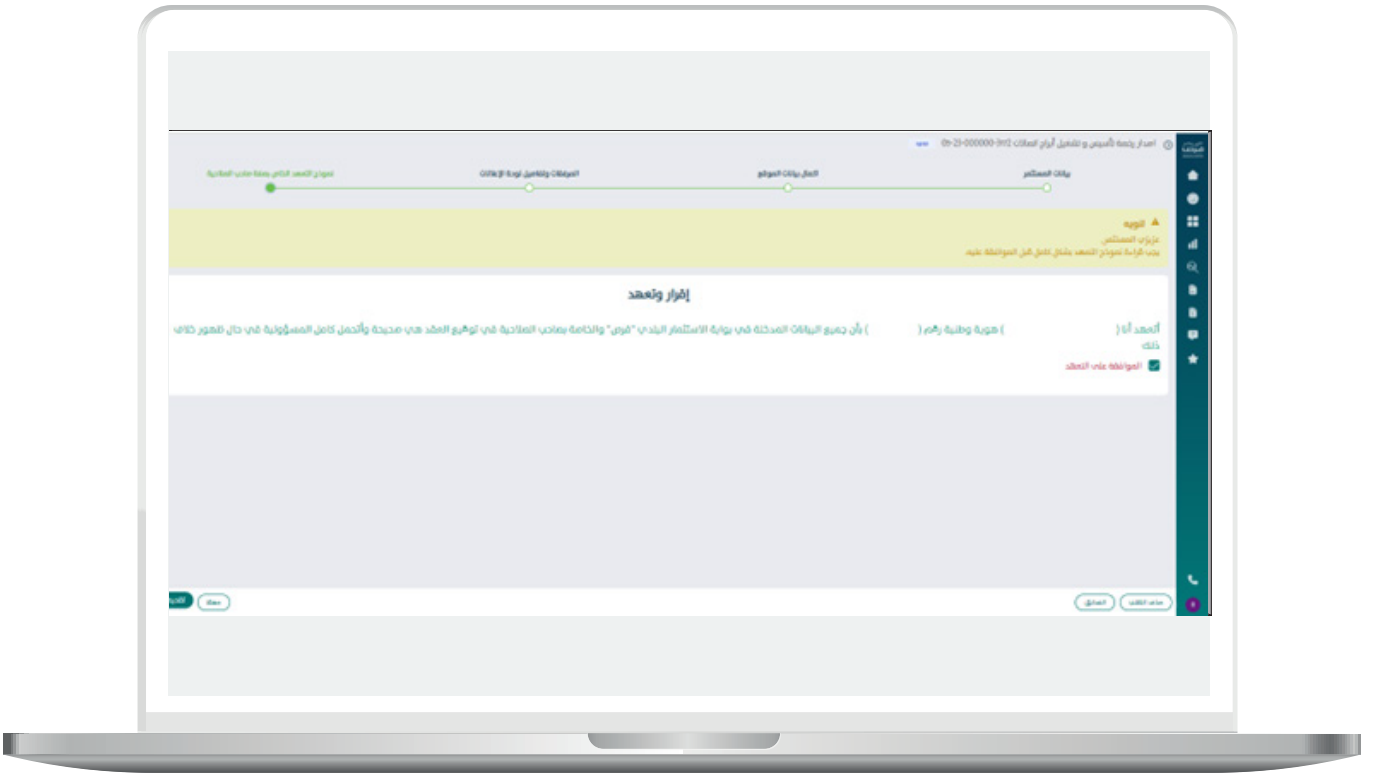 اصدار رخصة تأسيس و تشغيل أبراج اتصالات
بيانات المستثمر
اكمال بيانات الموقع
المرفقات وتفاصيل لوحة الإعلانات
نموذج التعهد الخاص بصفة صاحب الصلاحية
تنويه
عزيزي المستثمر,
يجب قراءة نموذج التعهد بشكل كامل قبل الموافقة عليه.
إقرار وتعهد
أتعهد أنا ( ) هوية وطنية رقم ( ) بأن جميع البيانات المدخلة في بوابة الاستثمار البلدي "فرص" والخاصة بصاحب الصلاحية في توقيع العقد هي صحيحة وأتحمل كامل المسؤولية في حال ظهور خلاف
ذلك
الموافقة على التعهد
السابق